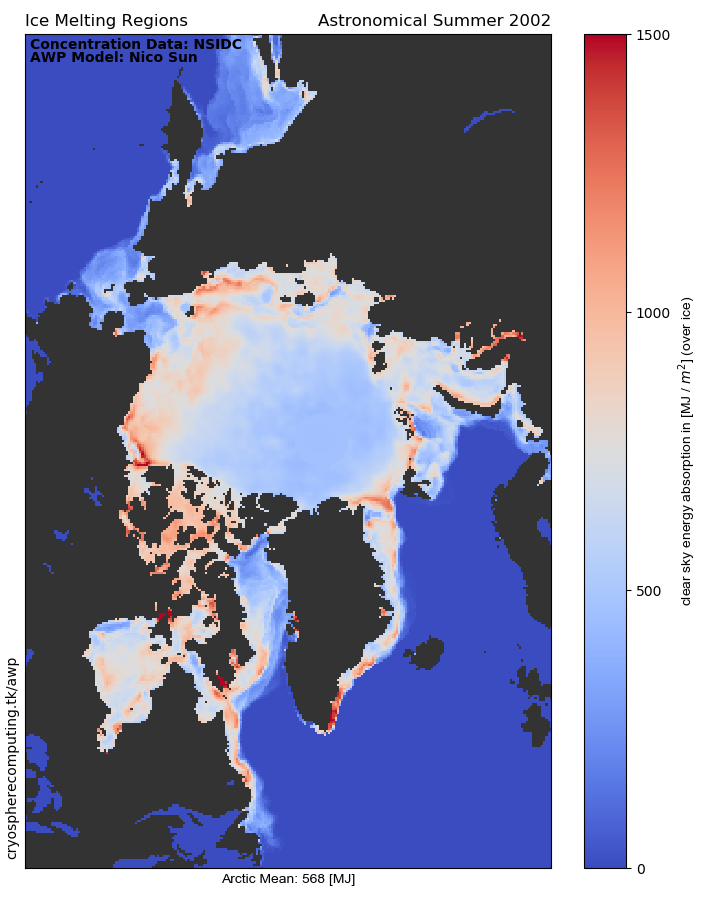 Ice Melting Regions
Astronomical Summer 2002
Concentration Data: NSIDC
AWP Model: Nico Sun
1500
1000
500
0
clear sky energy absorption in [MJ / m²] (over ice)
cryospherecomputing.tk/awp
Arctic Mean: 568 [MJ]